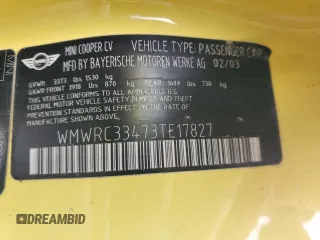 MINI
MINI COOPER CV
VEHICLE TYPE: PASSENGER CAR
MFD BY: BAYERISCHE MOTOREN WERKE AG 02/03
GVWR 3373 lbs 1530 kg
GAWR FRONT 1918 lbs 870 kg REAR 1609 lbs 730 kg
THIS VEHICLE CONFORMS TO ALL APPLICABLE
FEDERAL MOTOR VEHICLE SAFETY, BUMPER, AND THEFT
PREVENTION STANDARDS IN EFFECT ON THE DATE OF
MANUFACTURE SHOWN ABOVE.
WMWRC33473TE17827
DREAMBID